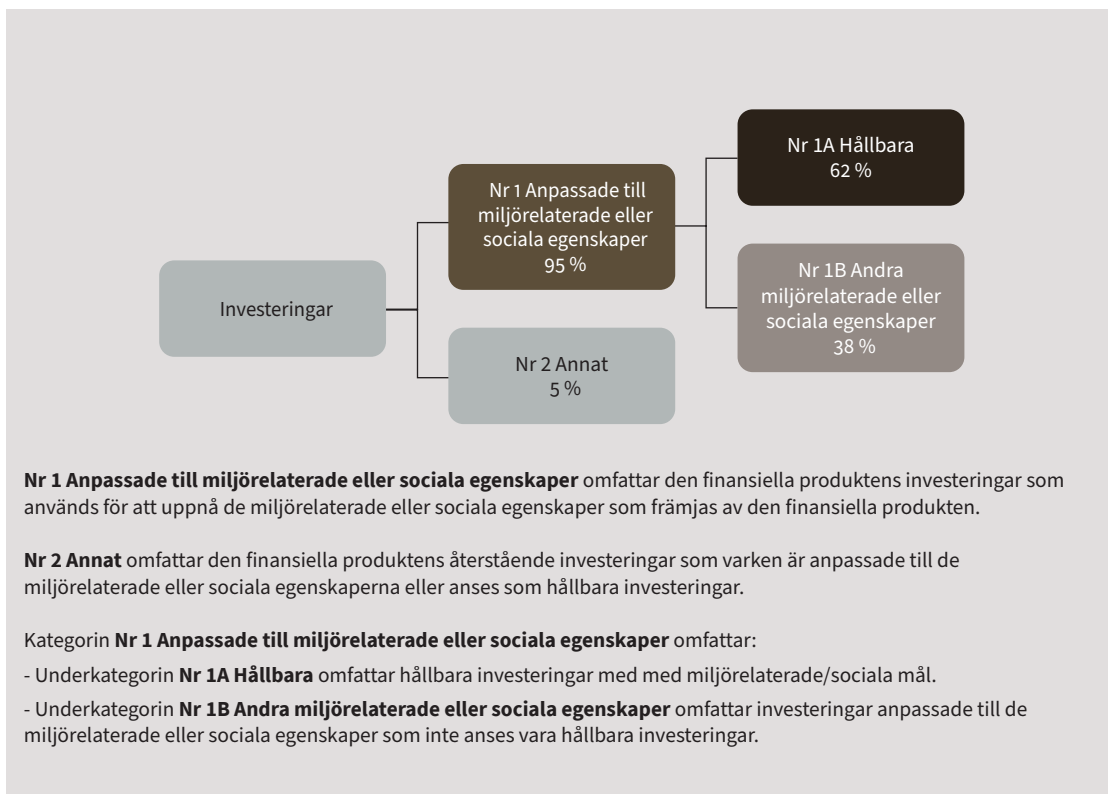 Nr 1A Hållbara
62 %
Nr 1 Anpassade till
miljörelaterade eller
sociala egenskaper
95 %
Nr 1B Andra
miljörelaterade eller
sociala egenskaper
38 %
Investeringar
Nr 2 Annat
5 %
Nr 1 Anpassade till miljörelaterade eller sociala egenskaper omfattar den finansiella produktens investeringar som
används för att uppnå de miljörelaterade eller sociala egenskaper som främjas av den finansiella produkten.
Nr 2 Annat omfattar den finansiella produktens återstående investeringar som varken är anpassade till de
miljörelaterade eller sociala egenskaperna eller anses som hållbara investeringar.
Kategorin Nr 1 Anpassade till miljörelaterade eller sociala egenskaper omfattar:
- Underkategorin Nr 1A Hållbara omfattar hållbara investeringar med med miljörelaterade/sociala mål.
- Underkategorin Nr 1B Andra miljörelaterade eller sociala egenskaper omfattar investeringar anpassade till de
miljörelaterade eller sociala egenskaper som inte anses vara hållbara investeringar.